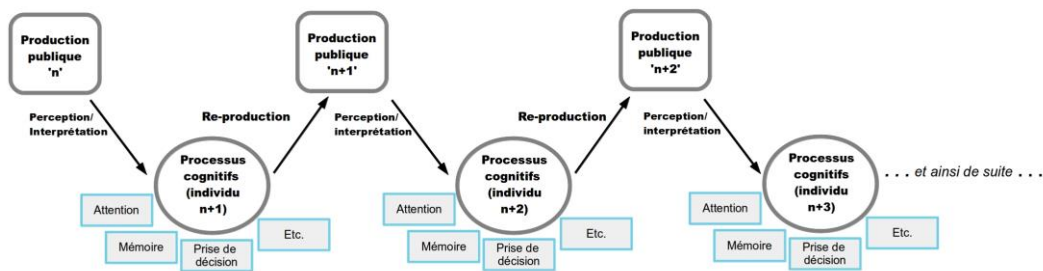 Production
publique
'n'
Perception/
Interprétation
Processus
cognitifs
(individu
n+1)
Attention
Mémoire
Prise de
décision
Etc.
Re-production
Production
publique
'n+1'
Perception/
interprétation
Processus
cognitifs
(individu
n+2)
Attention
Mémoire
Prise de
décision
Etc.
Re-production
Production
publique
'n+2'
Perception/
interprétation
Processus
cognitifs
(individu
n+3)
Attention
Mémoire
Prise de
décision
Etc.
. . . et ainsi de suite . . .